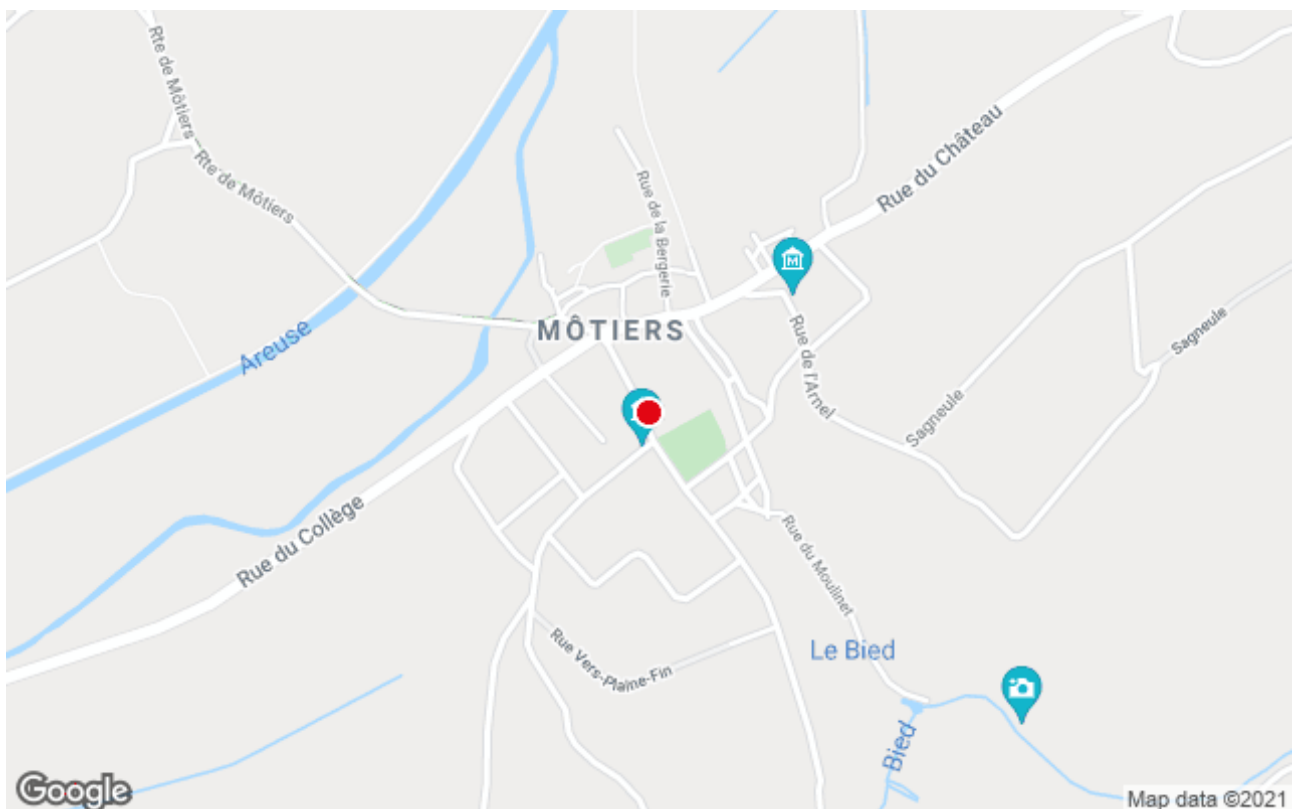 Rte de Môtiers
Rte de Môtiers
Rue du Château
Rue de la Bergerie
M
Areuse
MÔTIERS
Rue de l'Arnel
Sagneule
Sagneule
Rue du Collège
Rue du Moulinet
Rue Vers-Plaine-Fin
Le Bied
Bied
Google
Map data ©2021